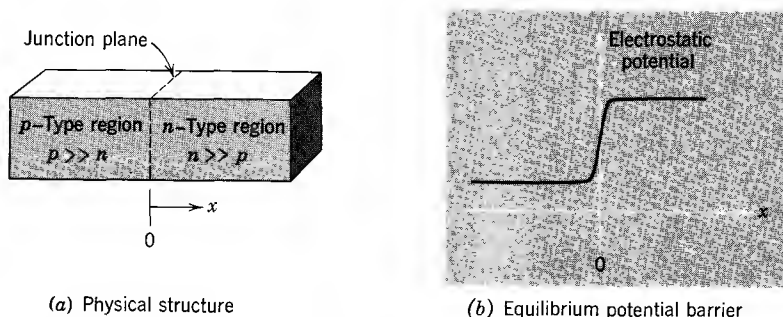 Junction plane
p-Type region
p >> n
n-Type region
n >> p
x
0
(a) Physical structure
Electrostatic
potential
x
0
(b) Equilibrium potential barrier